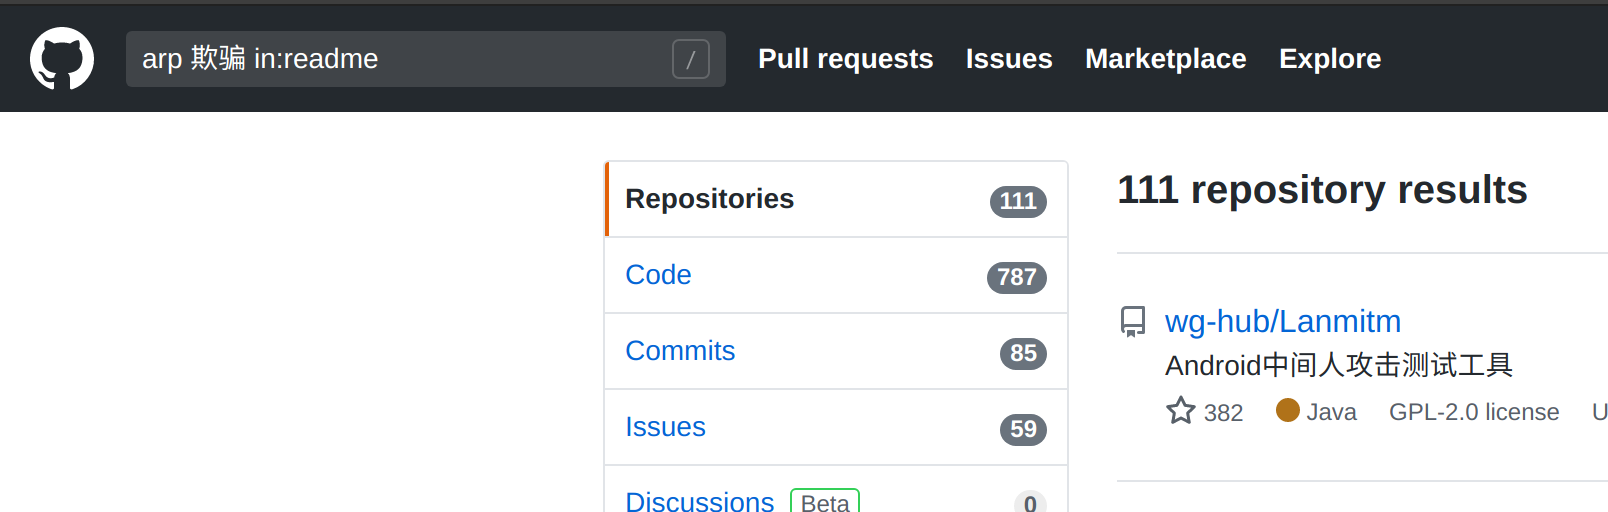 arp 欺骗 in:readme / Pull requests Issues Marketplace Explore
Repositories 111
Code 787
Commits 85
Issues 59
Discussions Beta 0
111 repository results
wg-hub/Lanmitm
Android中间人攻击测试工具
382 Java GPL-2.0 license U